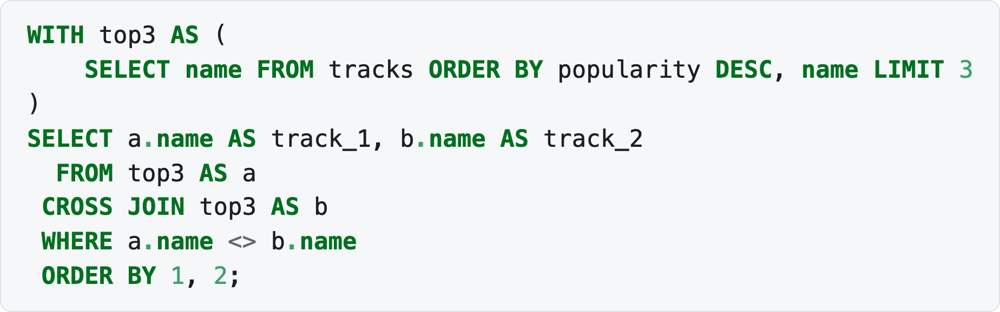 WITH top3 AS (
    SELECT name FROM tracks ORDER BY popularity DESC, name LIMIT 3
)
SELECT a.name AS track_1, b.name AS track_2
  FROM top3 AS a
 CROSS JOIN top3 AS b
 WHERE a.name <> b.name
 ORDER BY 1, 2;